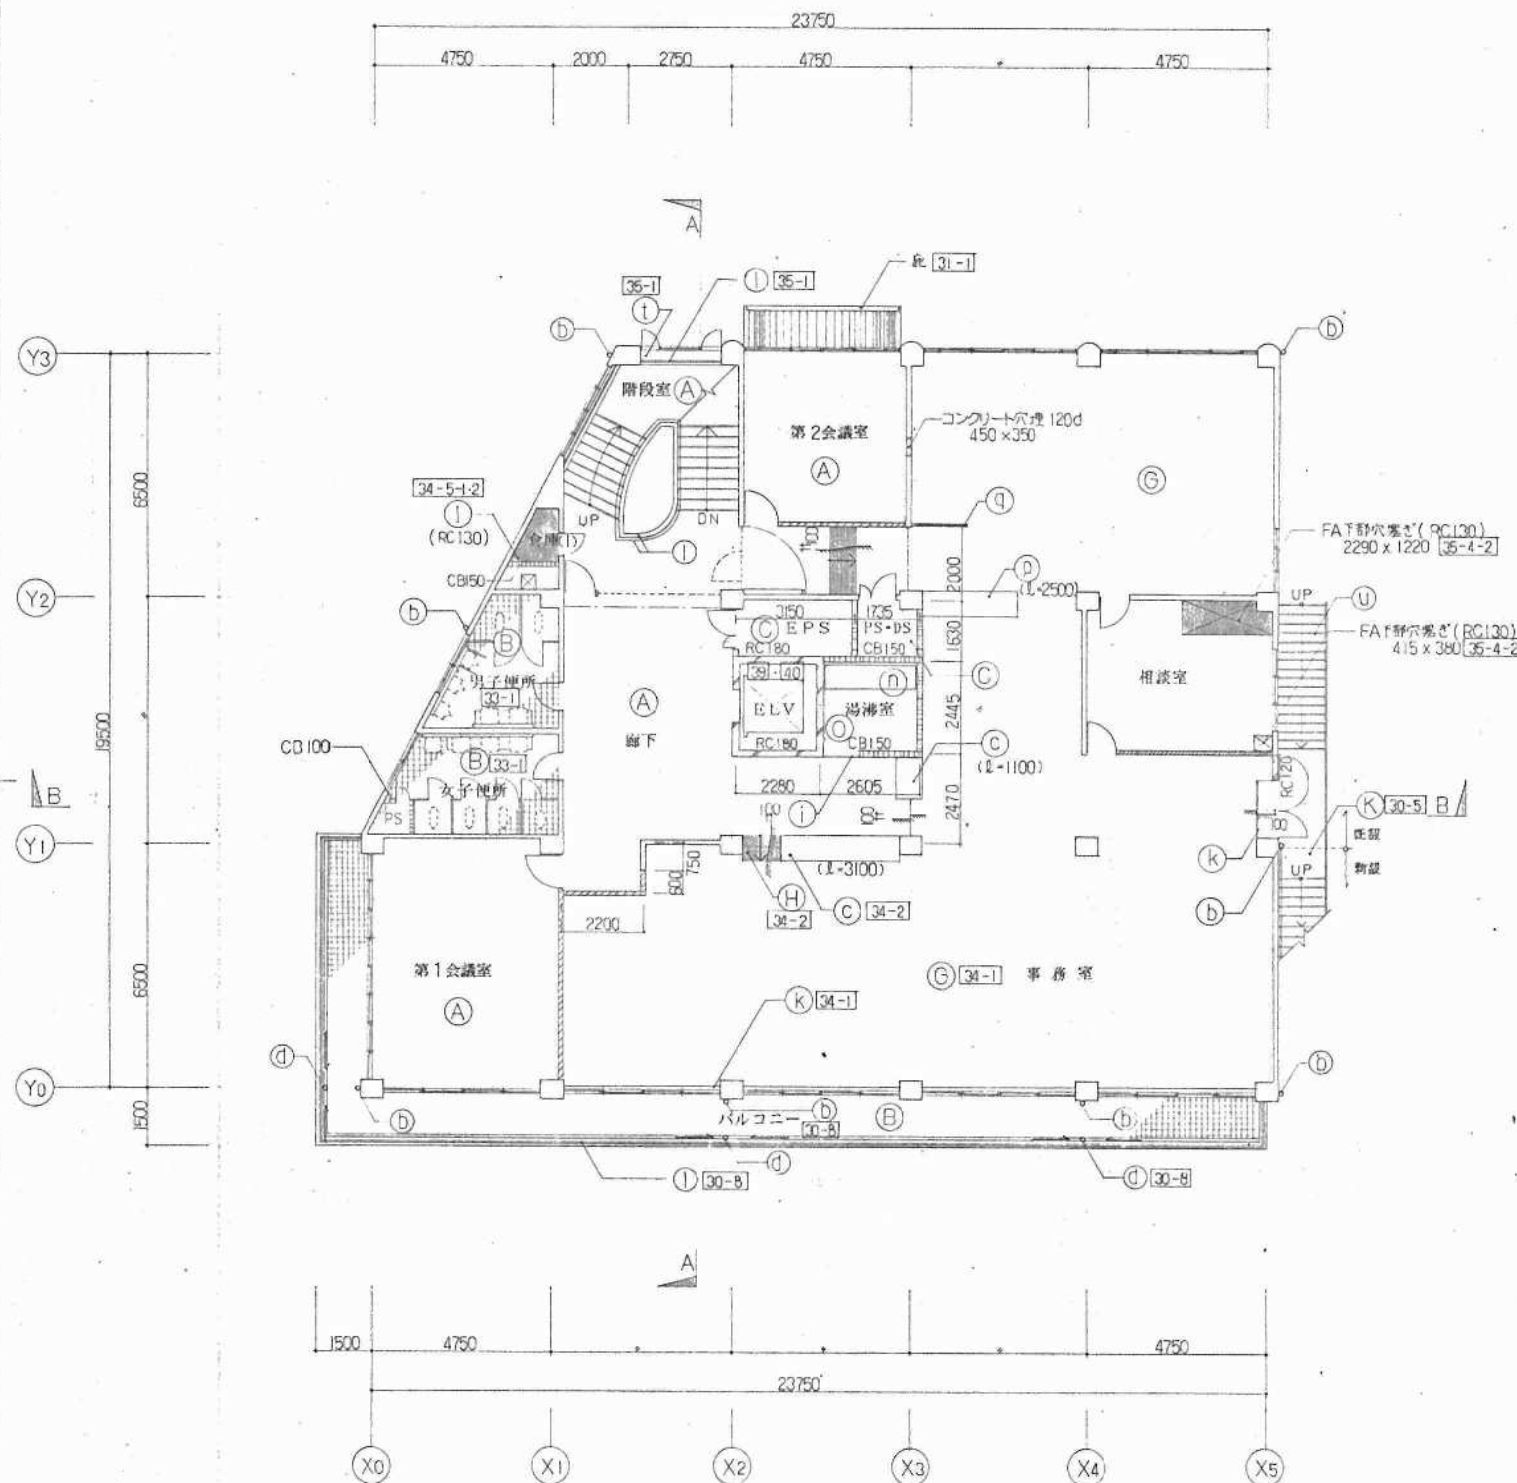 23750
4750
2000
2750
4750
4750
A
庇 31-1
35-1
l 35-1
t
b
b
Y3
階段室 A
コンクリート穴埋 120d
450×350
第2会議室
A
G
6500
34-5-1・2
j
(RC130)
倉庫(1)
UP
DN
q
FA下部穴塞ぎ(RC130)
2290×1220 35-4-2
100
l
CB150
2000
p
(ℓ=2500)
Y2
b
3150
1735
UP
u
B
C EPS
PS・DS
1630
FA下部穴塞ぎ(RC130)
415×380 35-4-2
RC180
CB150
男子便所
33-1
39・40
n
C
相談室
A
ELV
湯沸室
2445
19500
廊下
O
CB100
RC180
CB150
c
(ℓ=1100)
B 33-1
女子便所
2280
2605
RC120
B
100
i
100
2470
K 30-5
B
PS
100
既設
Y1
(ℓ=3100)
k
新設
750
600
UP
H
34-2
c 34-2
b
2200
第1会議室
G 34-1
事務室
6500
A
k 34-1
d
Y0
b
b
b
b
B
バルコニー
30-8
1500
d
l 30-8
d 30-8
A
1500
4750
4750
23750
X0
X1
X2
X3
X4
X5